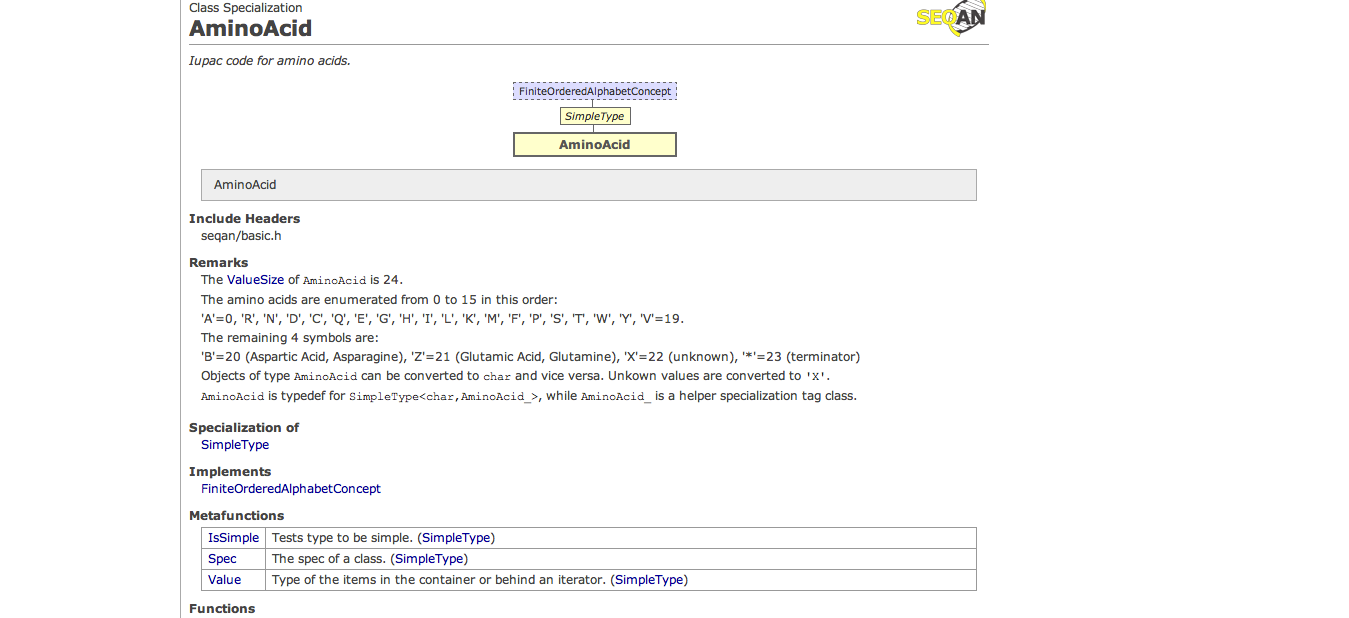 Class Specialization
AminoAcid
SEQAN
Iupac code for amino acids.
FiniteOrderedAlphabetConcept
SimpleType
AminoAcid
AminoAcid
Include Headers
seqan/basic.h
Remarks
The ValueSize of AminoAcid is 24.
The amino acids are enumerated from 0 to 15 in this order:
'A'=0, 'R', 'N', 'D', 'C', 'Q', 'E', 'G', 'H', 'I', 'L', 'K', 'M', 'F', 'P', 'S', 'T', 'W', 'Y', 'V'=19.
The remaining 4 symbols are:
'B'=20 (Aspartic Acid, Asparagine), 'Z'=21 (Glutamic Acid, Glutamine), 'X'=22 (unknown), '*'=23 (terminator)
Objects of type AminoAcid can be converted to char and vice versa. Unkown values are converted to 'X'.
AminoAcid is typedef for SimpleType<char,AminoAcid_>, while AminoAcid_ is a helper specialization tag class.
Specialization of
SimpleType
Implements
FiniteOrderedAlphabetConcept
Metafunctions
IsSimple Tests type to be simple. (SimpleType)
Spec The spec of a class. (SimpleType)
Value Type of the items in the container or behind an iterator. (SimpleType)
Functions